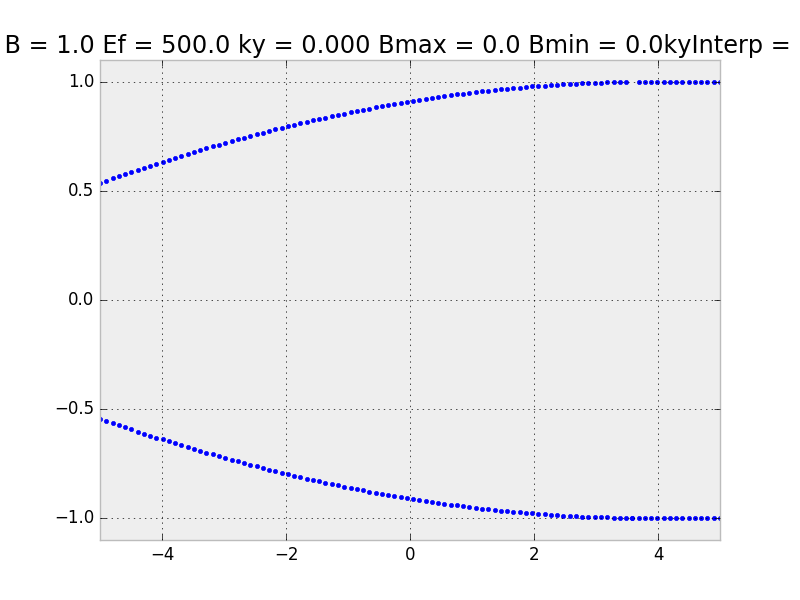 B = 1.0 Ef = 500.0 ky = 0.000 Bmax = 0.0 Bmin = 0.0kyInterp =
1.0
0.5
0.0
−0.5
−1.0
−4 −2 0 2 4